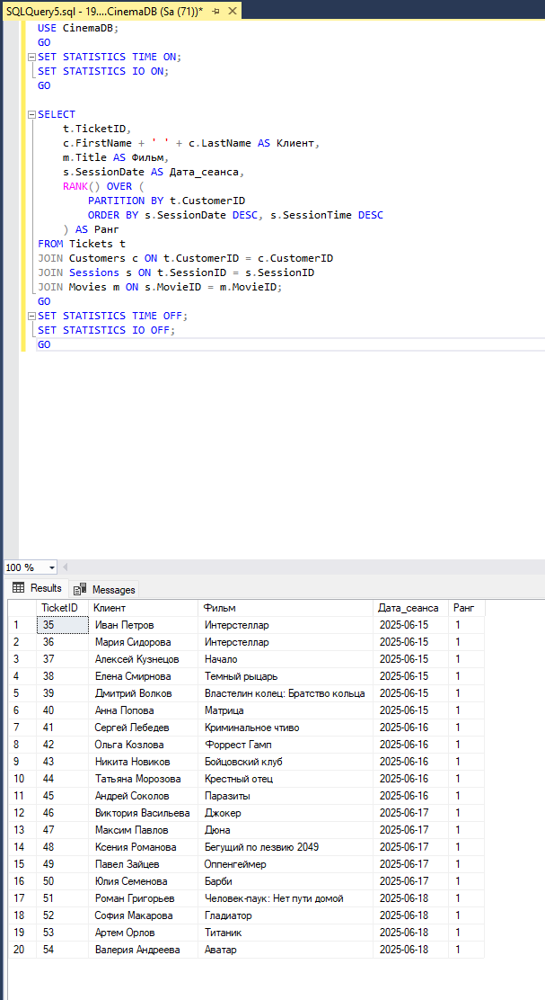 SQLQuery5.sql - 19....CinemaDB (Sa (71))*
USE CinemaDB;
GO
SET STATISTICS TIME ON;
SET STATISTICS IO ON;
GO
SELECT
t.TicketID,
c.FirstName + ' ' + c.LastName AS Клиент,
m.Title AS Фильм,
s.SessionDate AS Дата_сеанса,
RANK() OVER (
PARTITION BY t.CustomerID
ORDER BY s.SessionDate DESC, s.SessionTime DESC
) AS Ранг
FROM Tickets t
JOIN Customers c ON t.CustomerID = c.CustomerID
JOIN Sessions s ON t.SessionID = s.SessionID
JOIN Movies m ON s.MovieID = m.MovieID;
GO
SET STATISTICS TIME OFF;
SET STATISTICS IO OFF;
GO
100 %
Results Messages
TicketID Клиент Фильм Дата_сеанса Ранг
1 35 Иван Петров Интерстеллар 2025-06-15 1
2 36 Мария Сидорова Интерстеллар 2025-06-15 1
3 37 Алексей Кузнецов Начало 2025-06-15 1
4 38 Елена Смирнова Темный рыцарь 2025-06-15 1
5 39 Дмитрий Волков Властелин колец: Братство кольца 2025-06-15 1
6 40 Анна Попова Матрица 2025-06-15 1
7 41 Сергей Лебедев Криминальное чтиво 2025-06-16 1
8 42 Ольга Козлова Форрест Гамп 2025-06-16 1
9 43 Никита Новиков Бойцовский клуб 2025-06-16 1
10 44 Татьяна Морозова Крестный отец 2025-06-16 1
11 45 Андрей Соколов Паразиты 2025-06-16 1
12 46 Виктория Васильева Джокер 2025-06-17 1
13 47 Максим Павлов Дюна 2025-06-17 1
14 48 Ксения Романова Бегущий по лезвию 2049 2025-06-17 1
15 49 Павел Зайцев Оппенгеймер 2025-06-17 1
16 50 Юлия Семенова Барби 2025-06-17 1
17 51 Роман Григорьев Человек-паук: Нет пути домой 2025-06-18 1
18 52 София Макарова Гладиатор 2025-06-18 1
19 53 Артем Орлов Титаник 2025-06-18 1
20 54 Валерия Андреева Аватар 2025-06-18 1